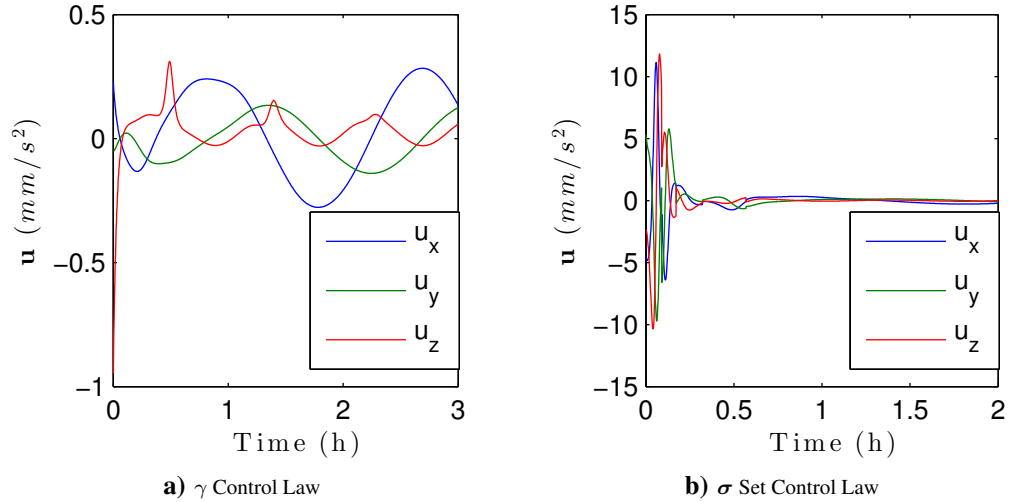 0.5
0
−0.5
−1
0
1
2
3
u (mm/s²)
Time (h)
u_x
u_y
u_z
a) γ Control Law
15
10
5
0
−5
−10
−15
0
0.5
1
1.5
2
u (mm/s²)
Time (h)
u_x
u_y
u_z
b) σ Set Control Law